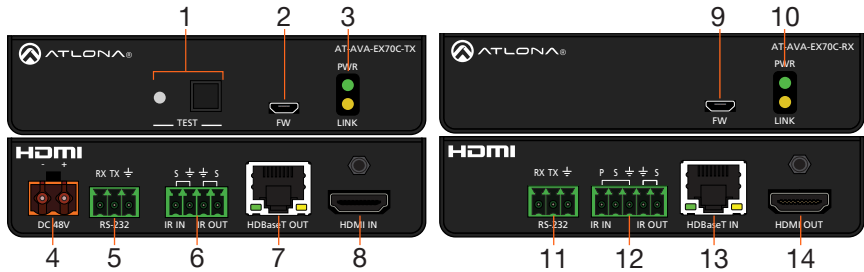 1 2 3 9 10
ATLONA® AT-AVA-EX70C-TX
PWR
TEST FW LINK
ATLONA® AT-AVA-EX70C-RX
PWR
FW LINK
HDMI
- +
RX TX S S
DC 48V RS-232 IR IN IR OUT HDBaseT OUT HDMI IN
HDMI
RX TX P S S
RS-232 IR IN IR OUT HDBaseT IN HDMI OUT
4 5 6 7 8 11 12 13 14